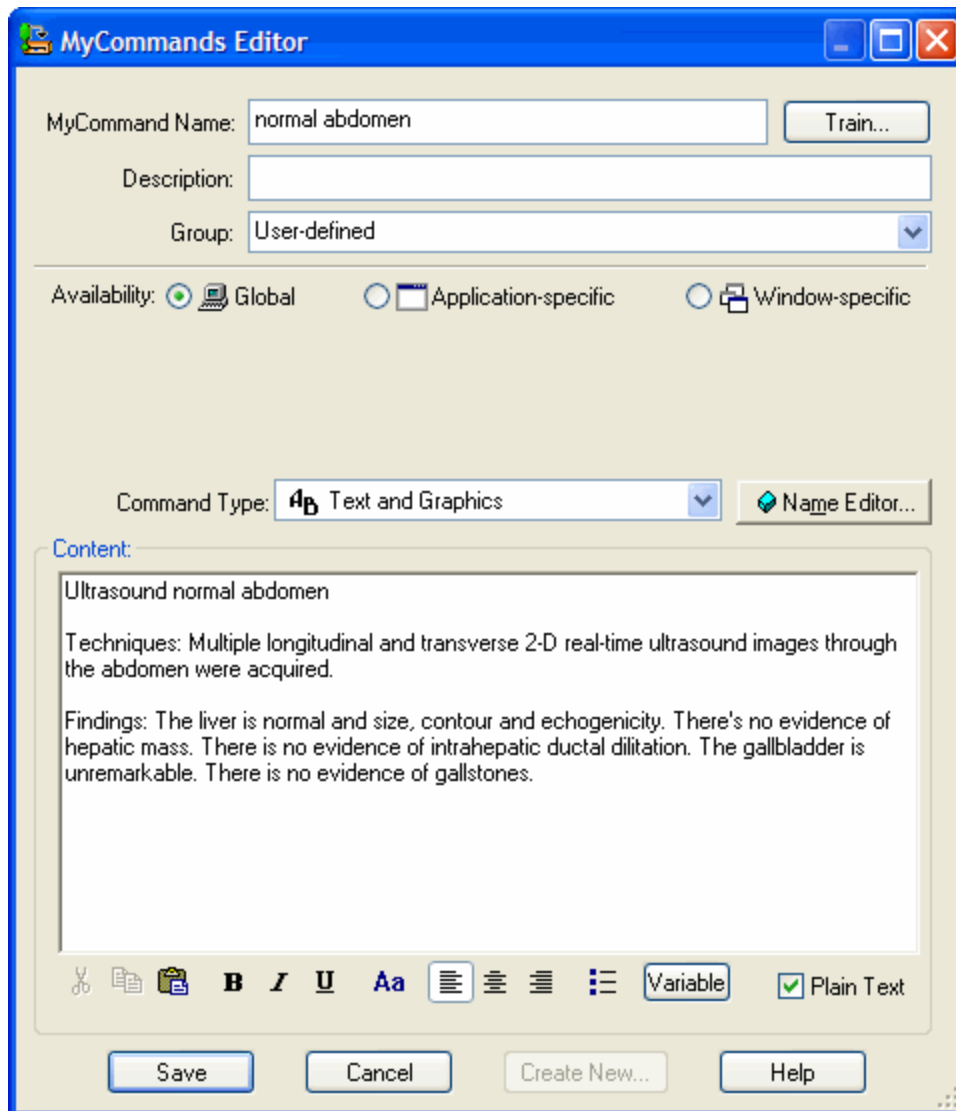 MyCommands Editor
MyCommand Name: normal abdomen Train...
Description:
Group: User-defined
Availability: Global Application-specific Window-specific
Command Type: AB Text and Graphics Name Editor...
Content:
Ultrasound normal abdomen
Techniques: Multiple longitudinal and transverse 2-D real-time ultrasound images through
the abdomen were acquired.
Findings: The liver is normal and size, contour and echogenicity. There's no evidence of
hepatic mass. There is no evidence of intrahepatic ductal dilitation. The gallbladder is
unremarkable. There is no evidence of gallstones.
B I U Aa Variable Plain Text
Save Cancel Create New... Help